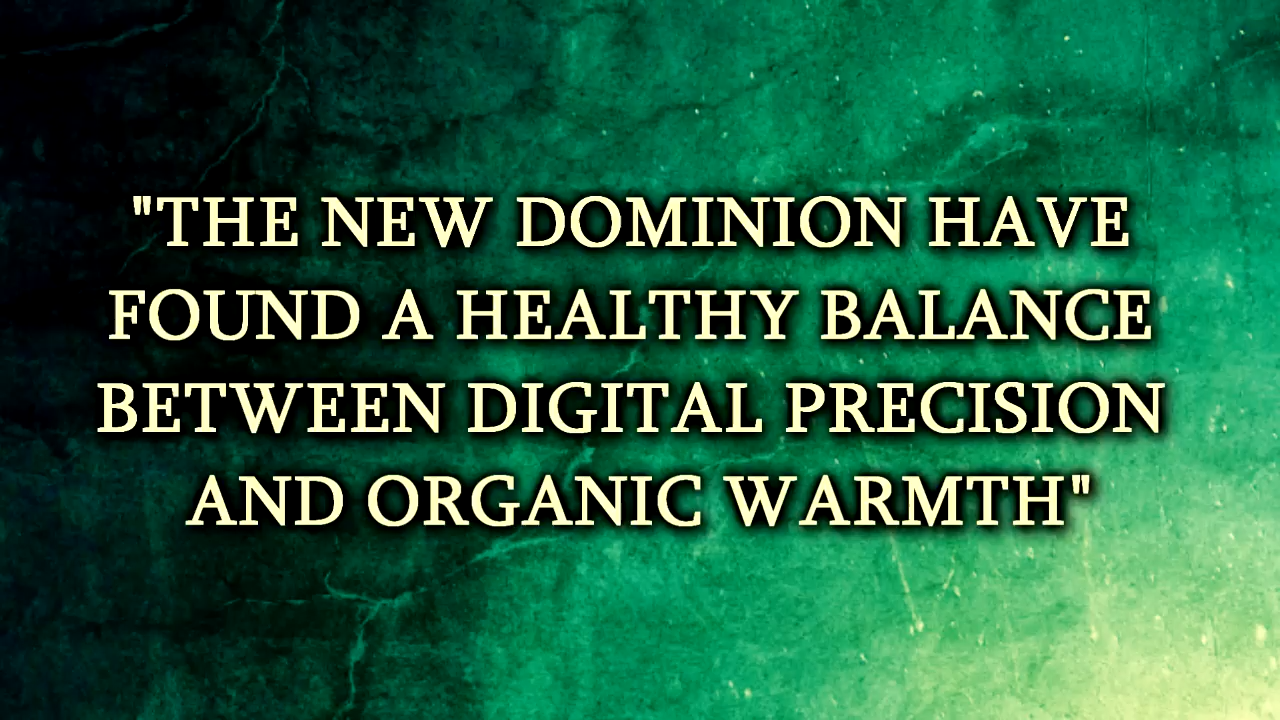 "THE NEW DOMINION HAVE
FOUND A HEALTHY BALANCE
BETWEEN DIGITAL PRECISION
AND ORGANIC WARMTH"